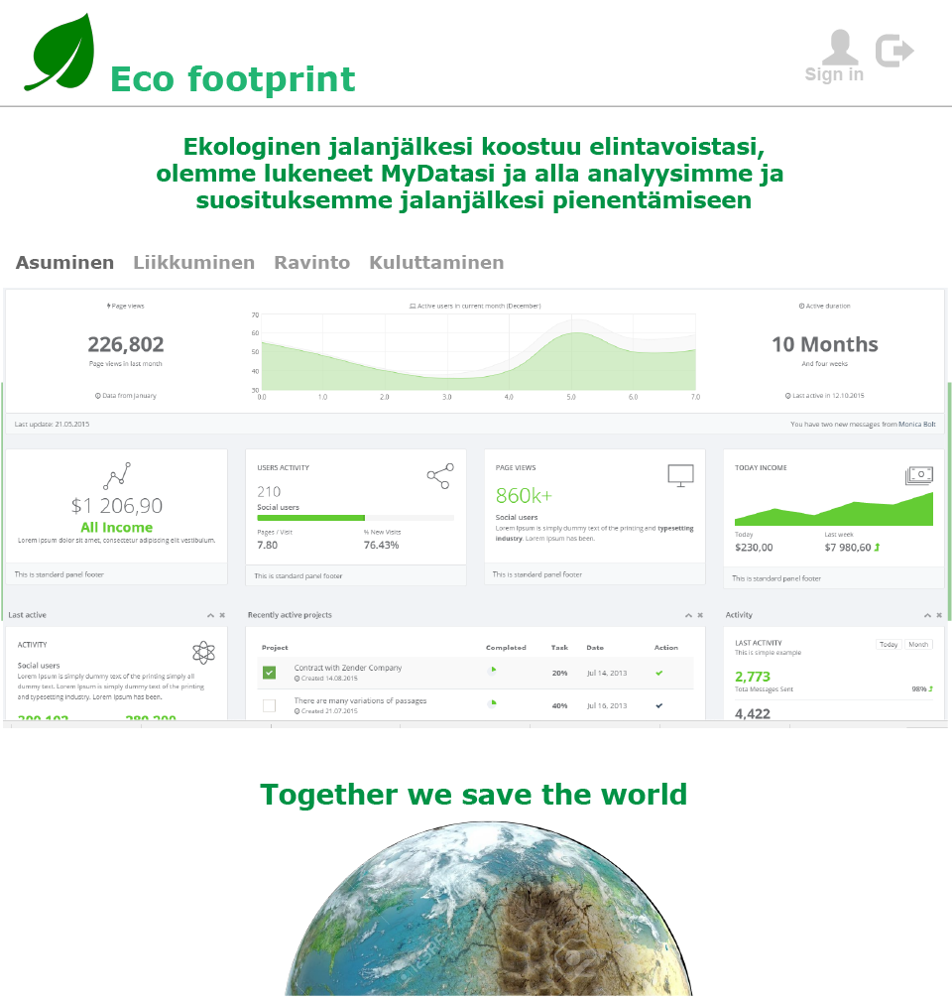 Eco footprint
Sign in
Ekologinen jalanjälkesi koostuu elintavoistasi,
olemme lukeneet MyDatasi ja alla analyysimme ja
suosituksemme jalanjälkesi pienentämiseen
Asuminen Liikkuminen Ravinto Kuluttaminen
Page views
226,802
Page views in last month
Data from January
Active users in current month (December)
70
60
50
40
30
0.0 1.0 2.0 3.0 4.0 5.0 6.0 7.0
Active duration
10 Months
And four weeks
Last active in 12.10.2015
Last update: 21.05.2015
You have two new messages from Monica Bolt
$1 206,90
All Income
Lorem ipsum dolor sit amet, consectetur adipiscing elit vestibulum.
This is standard panel footer
USERS ACTIVITY
210
Social users
Pages / Visit % New Visits
7.80 76.43%
This is standard panel footer
PAGE VIEWS
860k+
Social users
Lorem Ipsum is simply dummy text of the printing and typesetting
industry. Lorem Ipsum has been.
This is standard panel footer
TODAY INCOME
Today Last week
$230,00 $7 980,60
This is standard panel footer
Last active
ACTIVITY
Social users
Lorem Ipsum is simply dummy text of the printing simply all
dummy text. Lorem Ipsum is simply dummy text of the printing
and typesetting industry. Lorem Ipsum has been.
Recently active projects
Project Completed Task Date Action
Contract with Zender Company 20% Jul 14, 2013
Created 14.08.2015
There are many variations of passages 40% Jul 16, 2013
Created 21.07.2015
Activity
LAST ACTIVITY Today Month
This is simple example
2,773
Tota Messages Sent 98%
4,422
Together we save the world